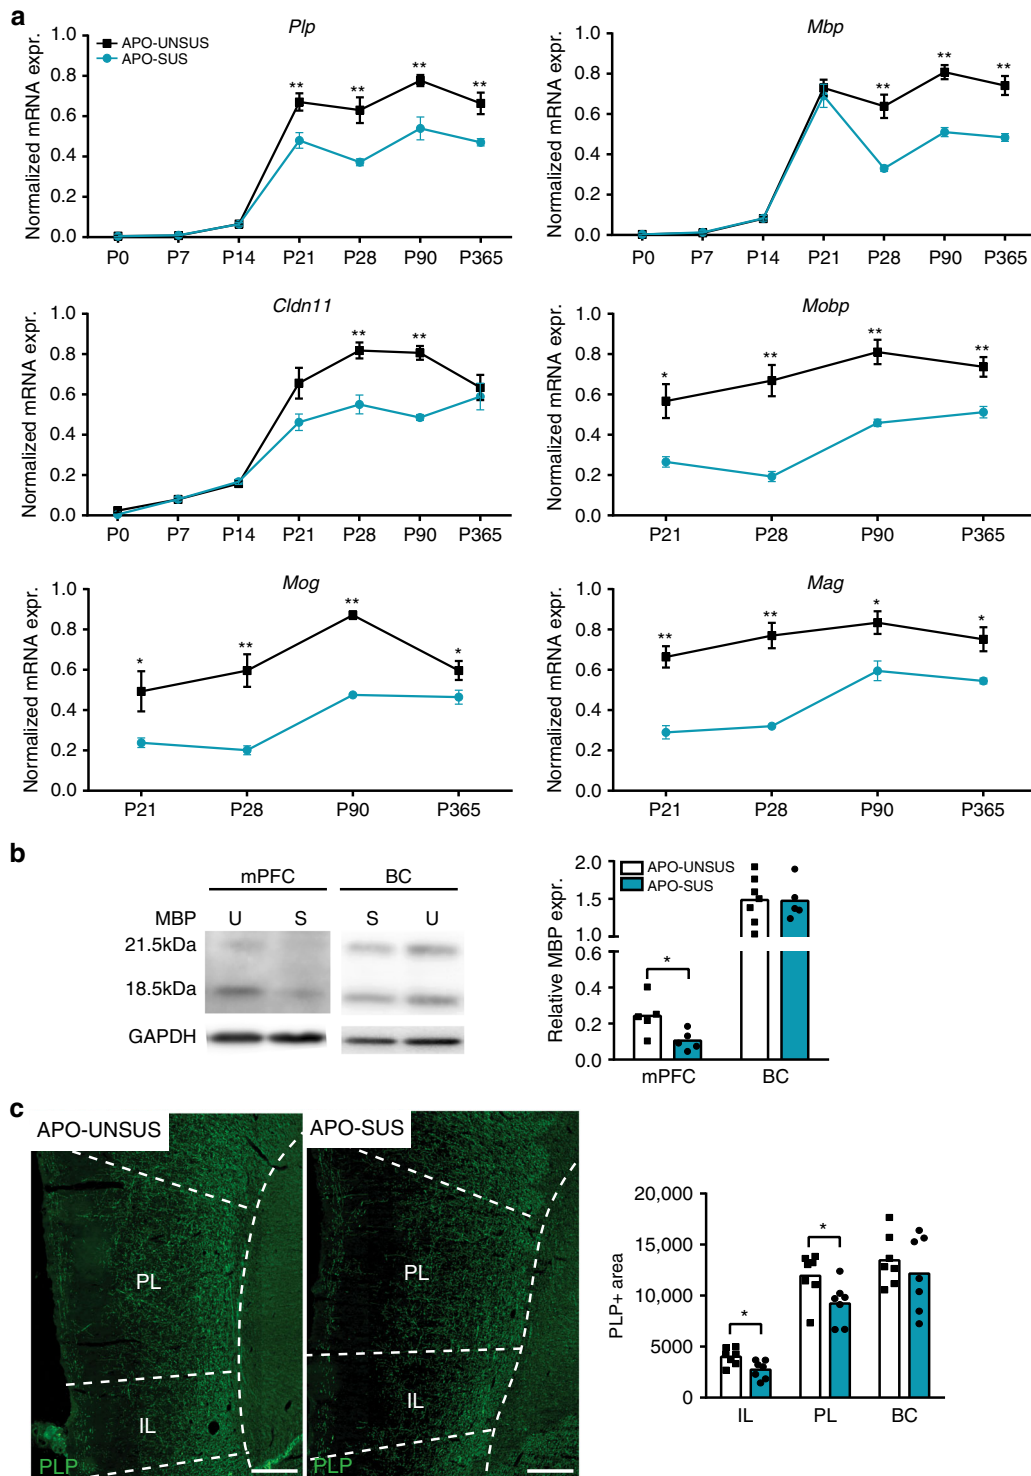 a
Plp
Normalized mRNA expr.
1.0
0.8
0.6
0.4
0.2
0.0
APO-UNSUS
APO-SUS
** ** ** **
P0 P7 P14 P21 P28 P90 P365
Mbp
Normalized mRNA expr.
1.0
0.8
0.6
0.4
0.2
0.0
** ** **
P0 P7 P14 P21 P28 P90 P365
Cldn11
Normalized mRNA expr.
1.0
0.8
0.6
0.4
0.2
0.0
** **
P0 P7 P14 P21 P28 P90 P365
Mobp
Normalized mRNA expr.
1.0
0.8
0.6
0.4
0.2
0.0
* ** ** **
P21 P28 P90 P365
Mog
Normalized mRNA expr.
1.0
0.8
0.6
0.4
0.2
0.0
* ** ** *
P21 P28 P90 P365
Mag
Normalized mRNA expr.
1.0
0.8
0.6
0.4
0.2
0.0
** ** * *
P21 P28 P90 P365
b
mPFC BC
MBP U S S U
21.5kDa
18.5kDa
GAPDH
Relative MBP expr.
2.0
1.5
1.0
0.6
0.4
0.2
0.0
APO-UNSUS
APO-SUS
*
mPFC BC
c
APO-UNSUS
PL
IL
PLP
APO-SUS
PL
IL
PLP
PLP+ area
20,000
15,000
10,000
5000
0
* *
IL PL BC